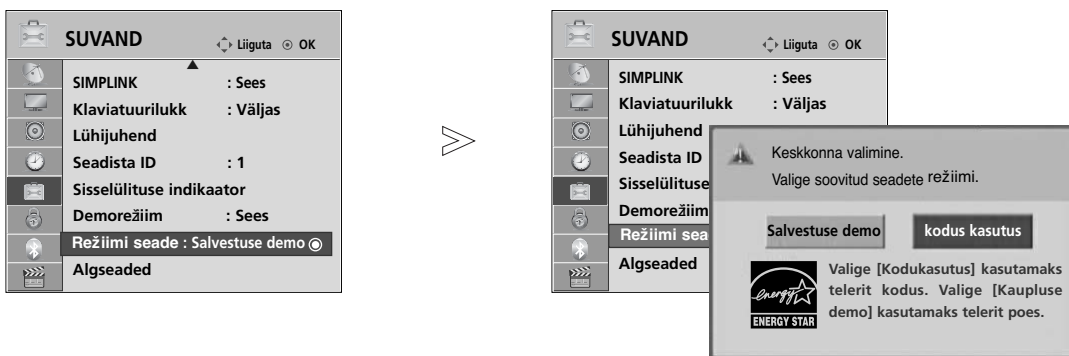 SUVAND Liiguta OK
SIMPLINK : Sees
Klaviatuurilukk : Väljas
Lühijuhend
Seadista ID : 1
Sisselülituse indikaator
Demorežiim : Sees
Režiimi seade : Salvestuse demo
Algseaded
SUVAND Liiguta OK
SIMPLINK : Sees
Klaviatuurilukk : Väljas
Lühijuhend
Seadista ID
Sisselülituse
Demorežiim
Režiimi sea
Algseaded
Keskkonna valimine.
Valige soovitud seadete režiimi.
Salvestuse demo kodus kasutus
energy
ENERGY STAR
Valige [Kodukasutus] kasutamaks
telerit kodus. Valige [Kaupluse
demo] kasutamaks telerit poes.